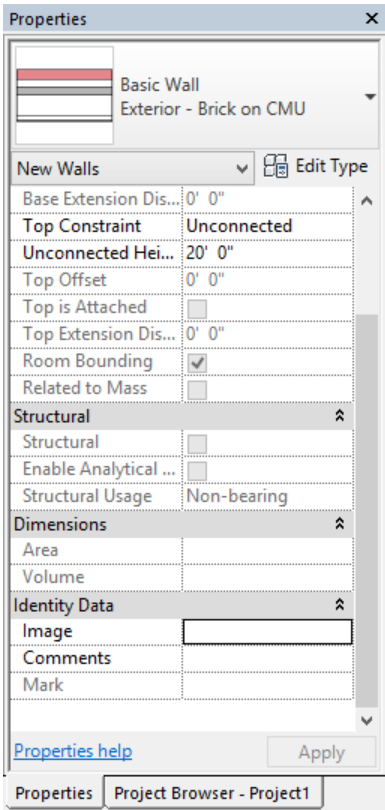 Properties
Basic Wall
Exterior - Brick on CMU
New Walls Edit Type
Base Extension Dis... 0' 0"
Top Constraint Unconnected
Unconnected Hei... 20' 0"
Top Offset 0' 0"
Top is Attached
Top Extension Dis... 0' 0"
Room Bounding
Related to Mass
Structural
Structural
Enable Analytical ...
Structural Usage Non-bearing
Dimensions
Area
Volume
Identity Data
Image
Comments
Mark
Properties help Apply
Properties Project Browser - Project1